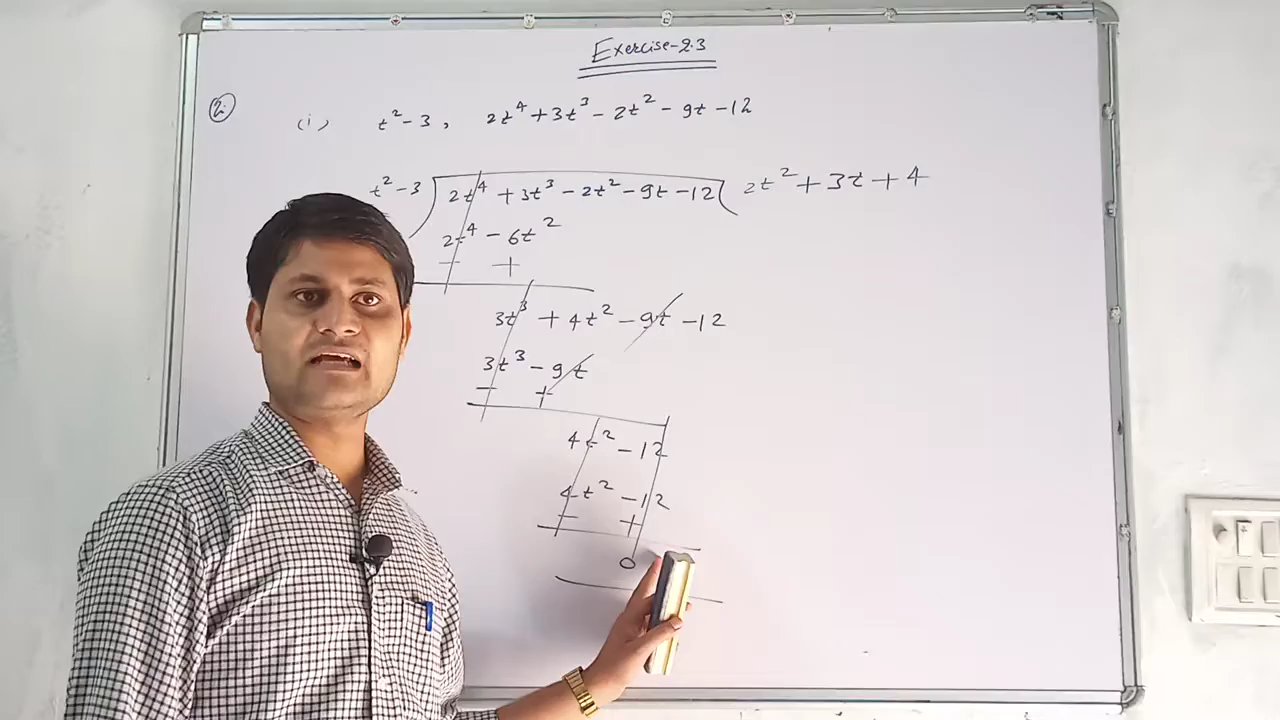 Exercise-2.3
2. (i) t² - 3, 2t⁴ + 3t³ - 2t² - 9t - 12
t² - 3 ) 2t⁴ + 3t³ - 2t² - 9t - 12 ( 2t² + 3t + 4
2t⁴ - 6t²
- +
3t³ + 4t² - 9t - 12
3t³ - 9t
- +
4t² - 12
4t² - 12
- +
0